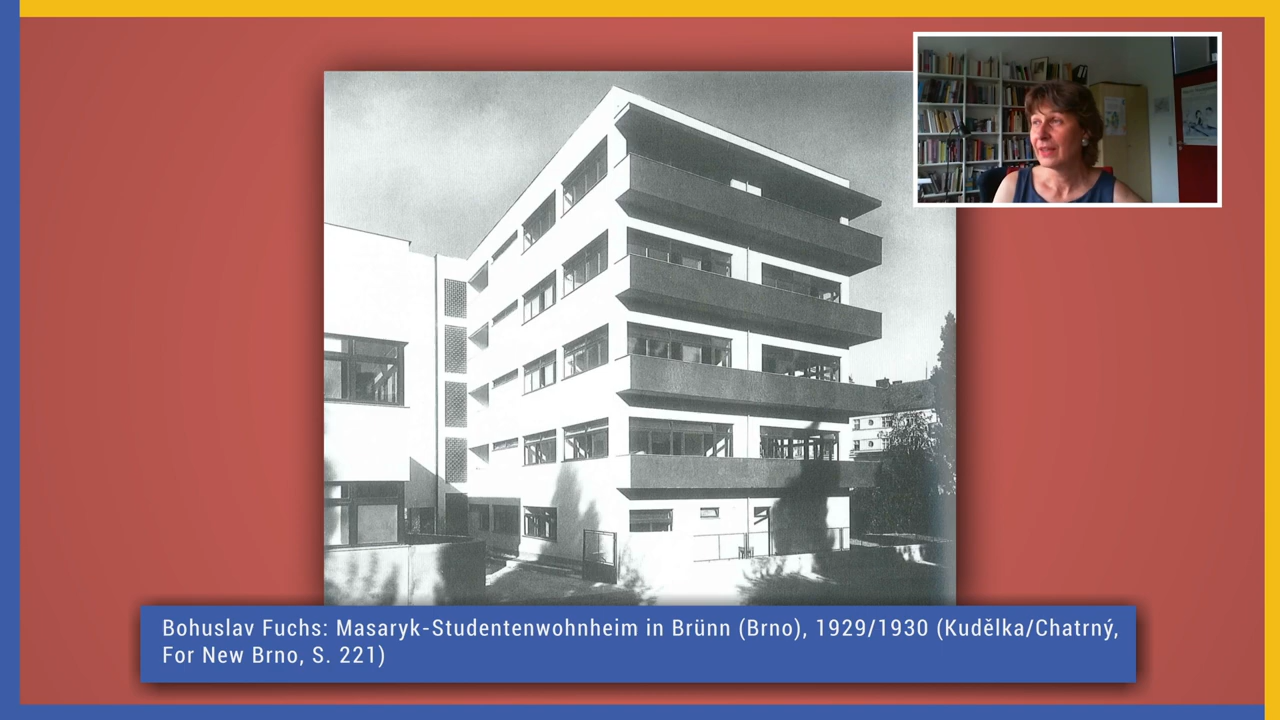 Bohuslav Fuchs: Masaryk-Studentenwohnheim in Brünn (Brno), 1929/1930 (Kudělka/Chatrný,
For New Brno, S. 221)